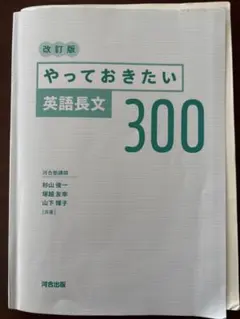 改訂版
やっておきたい
英語長文
300
河合塾講師
杉山 俊一
塚越 友幸
山下 博子
[共著]
河合出版